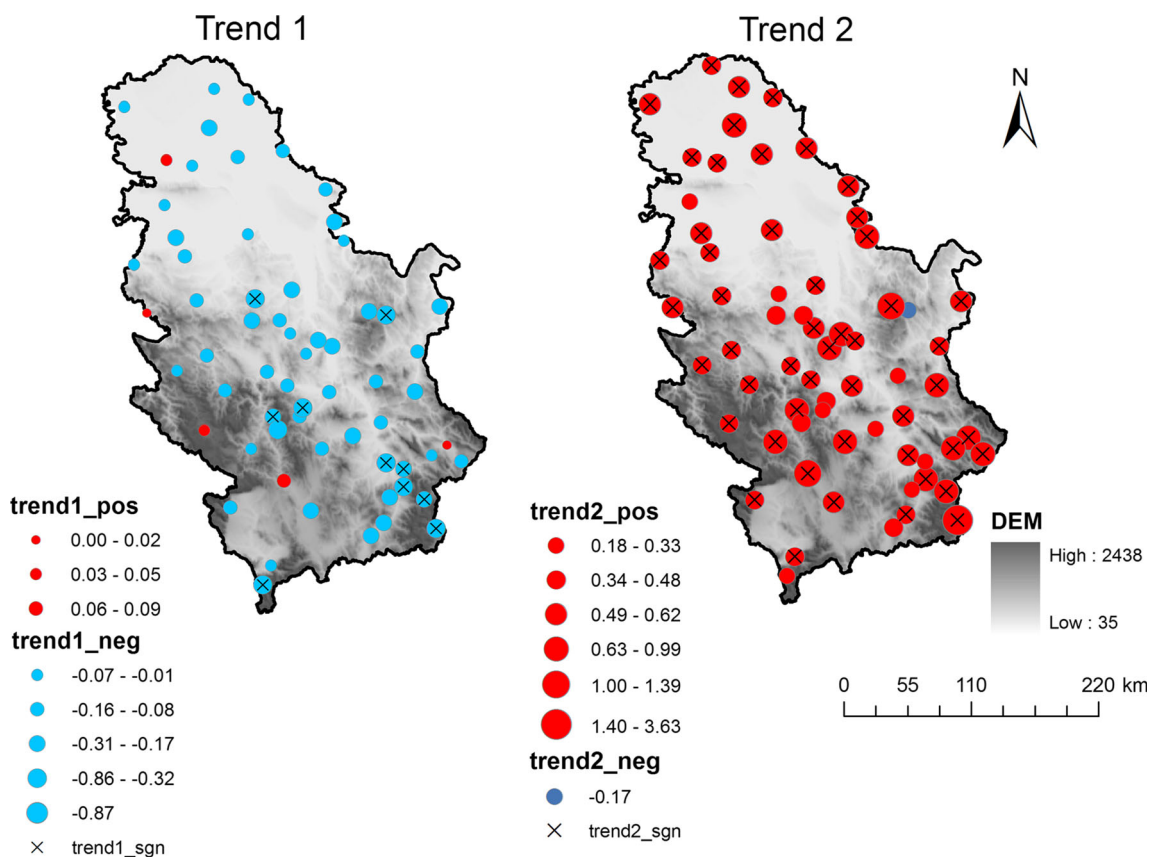 Trend 1
Trend 2
N
trend1_pos
0.00 - 0.02
0.03 - 0.05
0.06 - 0.09
trend1_neg
-0.07 - -0.01
-0.16 - -0.08
-0.31 - -0.17
-0.86 - -0.32
-0.87
trend1_sgn
trend2_pos
0.18 - 0.33
0.34 - 0.48
0.49 - 0.62
0.63 - 0.99
1.00 - 1.39
1.40 - 3.63
trend2_neg
-0.17
trend2_sgn
DEM
High : 2438
Low : 35
0 55 110 220 km